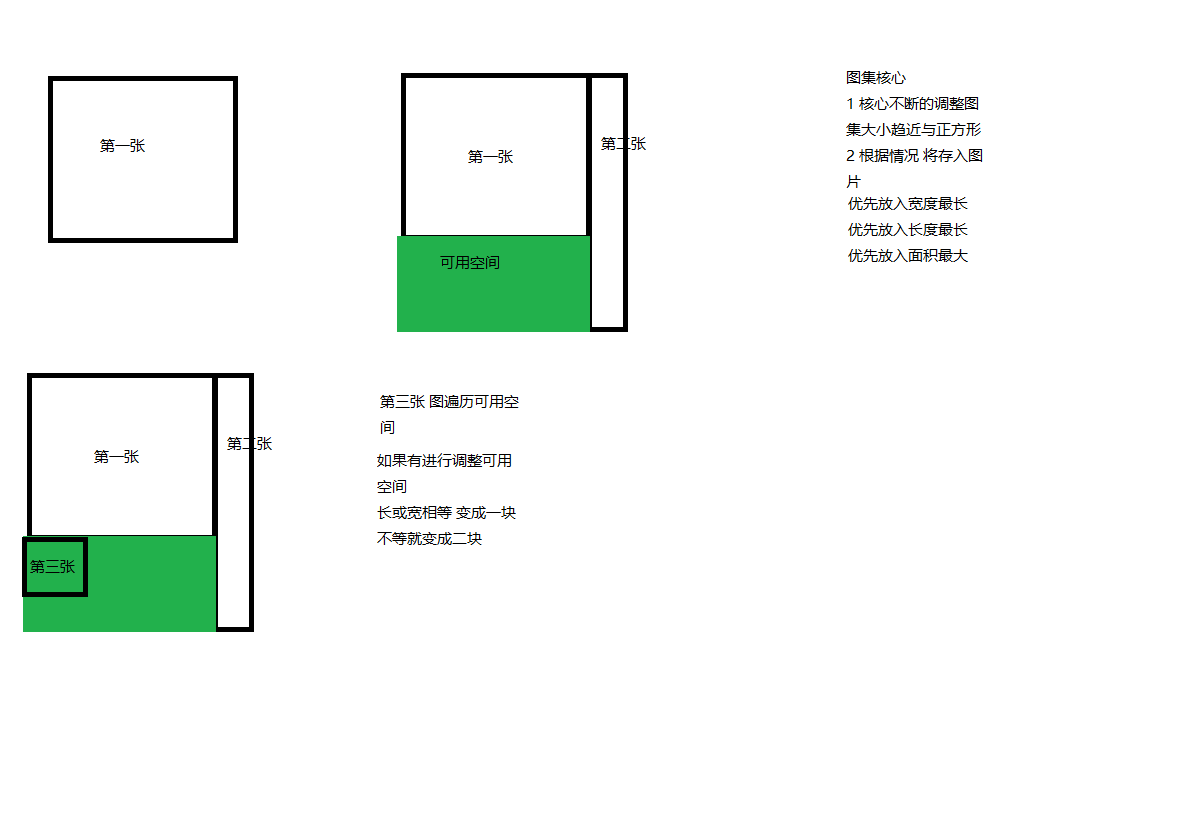 第一张
第一张
第二张
可用空间
图集核心
1 核心不断的调整图
集大小趋近与正方形
2 根据情况 将存入图
片
优先放入宽度最长
优先放入长度最长
优先放入面积最大
第一张
第二张
第三张
第三张 图遍历可用空
间
如果有进行调整可用
空间
长或宽相等 变成一块
不等就变成二块